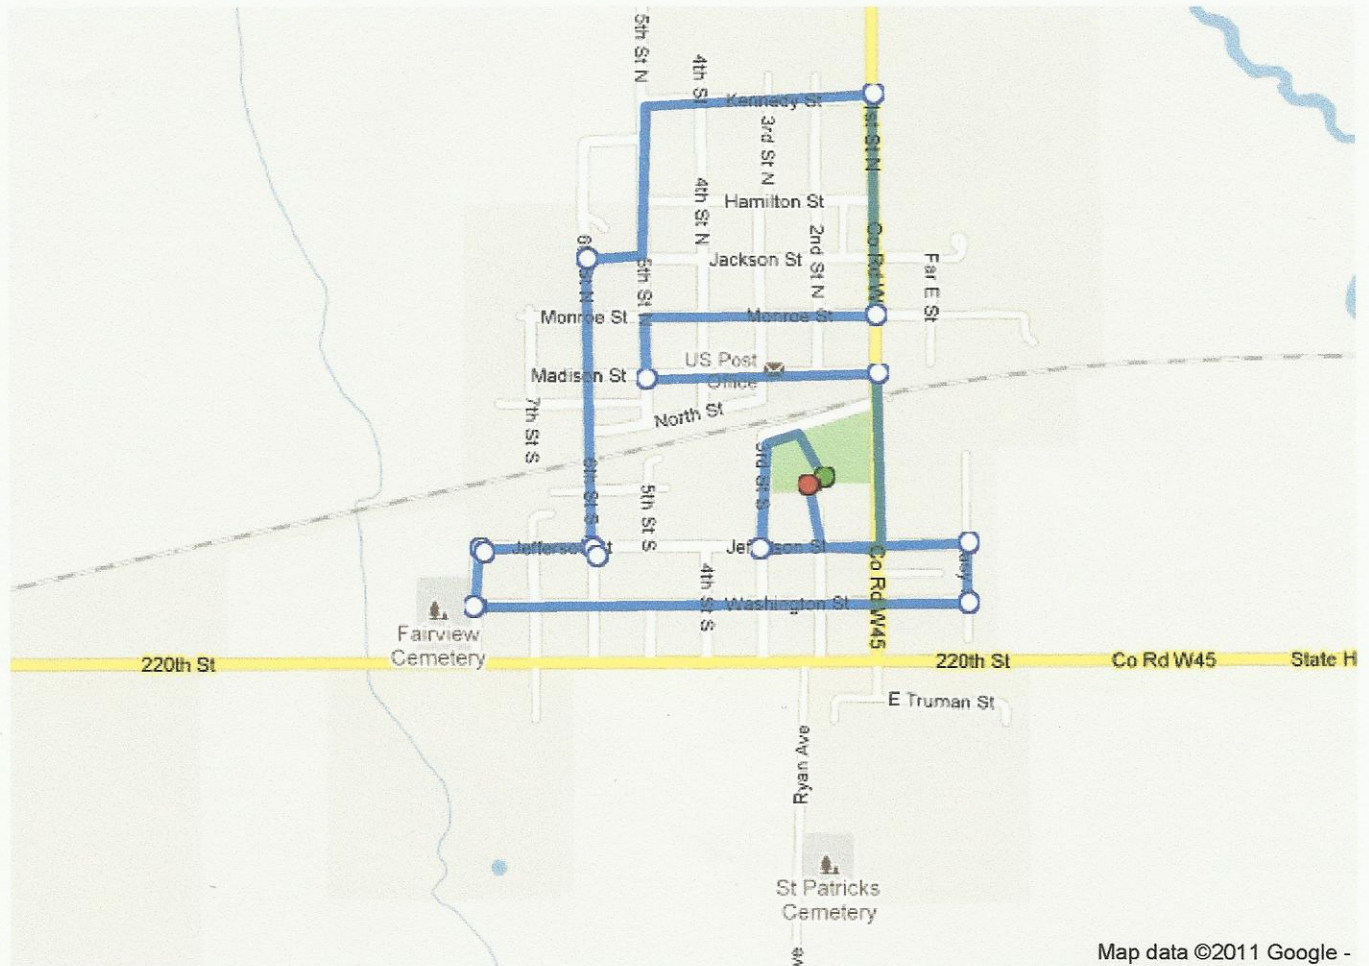 5th St N
4th St
Kennedy St
1st St N
3rd St N
Hamilton St
4th St N
2nd St N
Co Rd W
Jackson St
Far E St
5th St N
Monroe St
Monroe St
US Post
Office
Madison St
North St
7th St S
3rd St S
6th St S
5th St S
Jefferson St
4th St S
Washington St
Co Rd W45
Fairview
Cemetery
220th St
220th St
Co Rd W45
State H
E Truman St
Ryan Ave
St Patricks
Cemetery
Map data ©2011 Google -